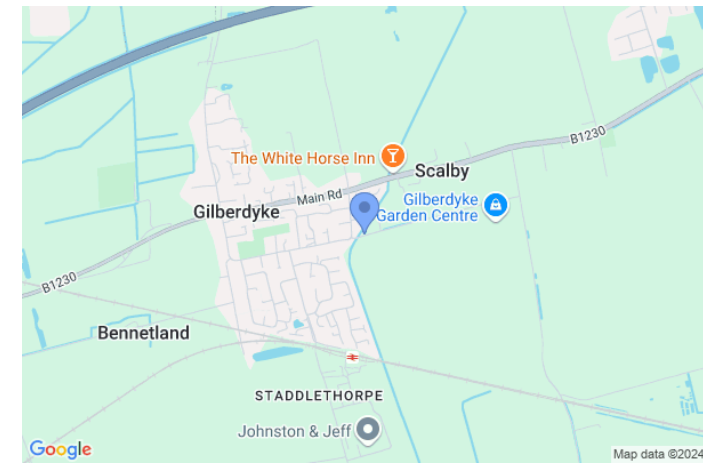 B1230
The White Horse Inn
Scalby
Main Rd
Gilberdyke
Garden Centre
Gilberdyke
B1230
Bennetland
STADDLETHORPE
Johnston & Jeff
Google
Map data ©2024